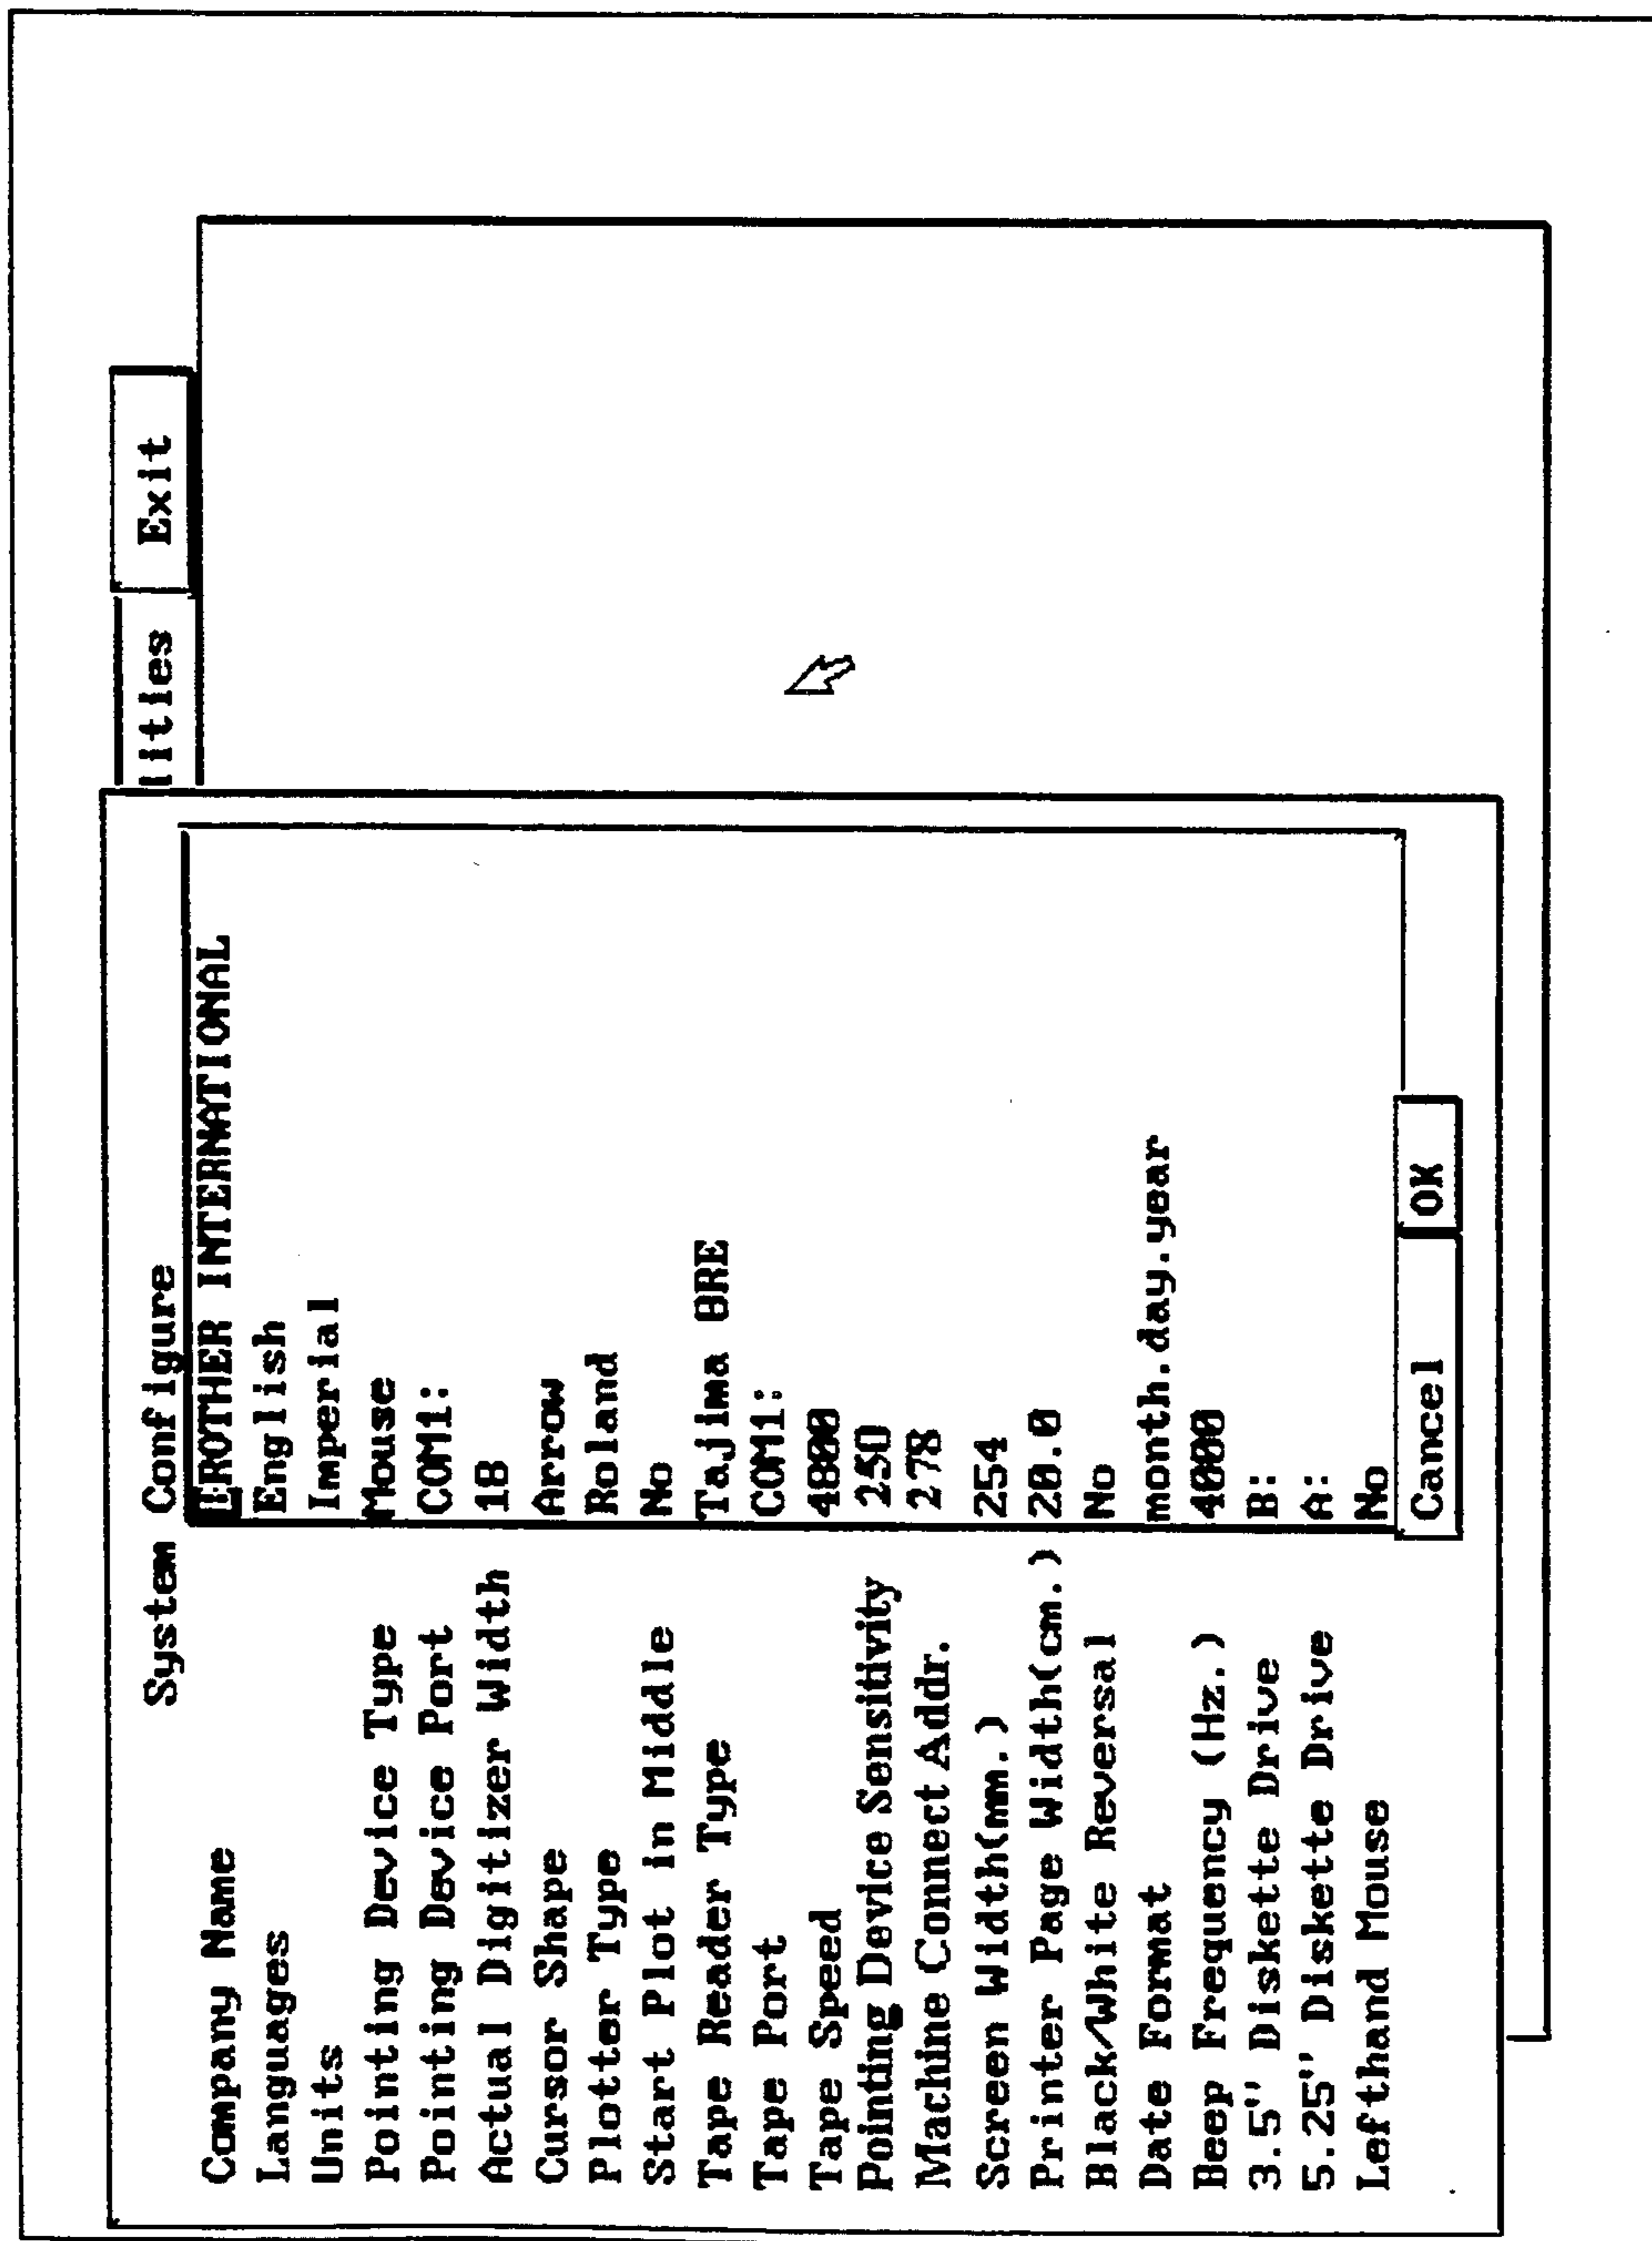 lities Exit
System Configure
Company Name BROTHER INTERNATIONAL
Languages English
Units Imperial
Pointing Device Type Mouse
Pointing Device Port COM1:
Actual Digitizer Width 18
Cursor Shape Arrow
Plotter Type Roland
Start Plot in Middle No
Tape Reader Type Tajima BRE
Tape Port COM1:
Tape Speed 4800
Pointing Device Sensitivity 250
Machine Connect Addr. 278
Screen Width(mm.) 254
Printer Page Width(cm.) 20.0
Black/White Reversal No
Date Format month.day.year
Beep Frequency (Hz.) 4000
3.5" Diskette Drive B:
5.25" Diskette Drive A:
Lefthand Mouse No
Cancel OK